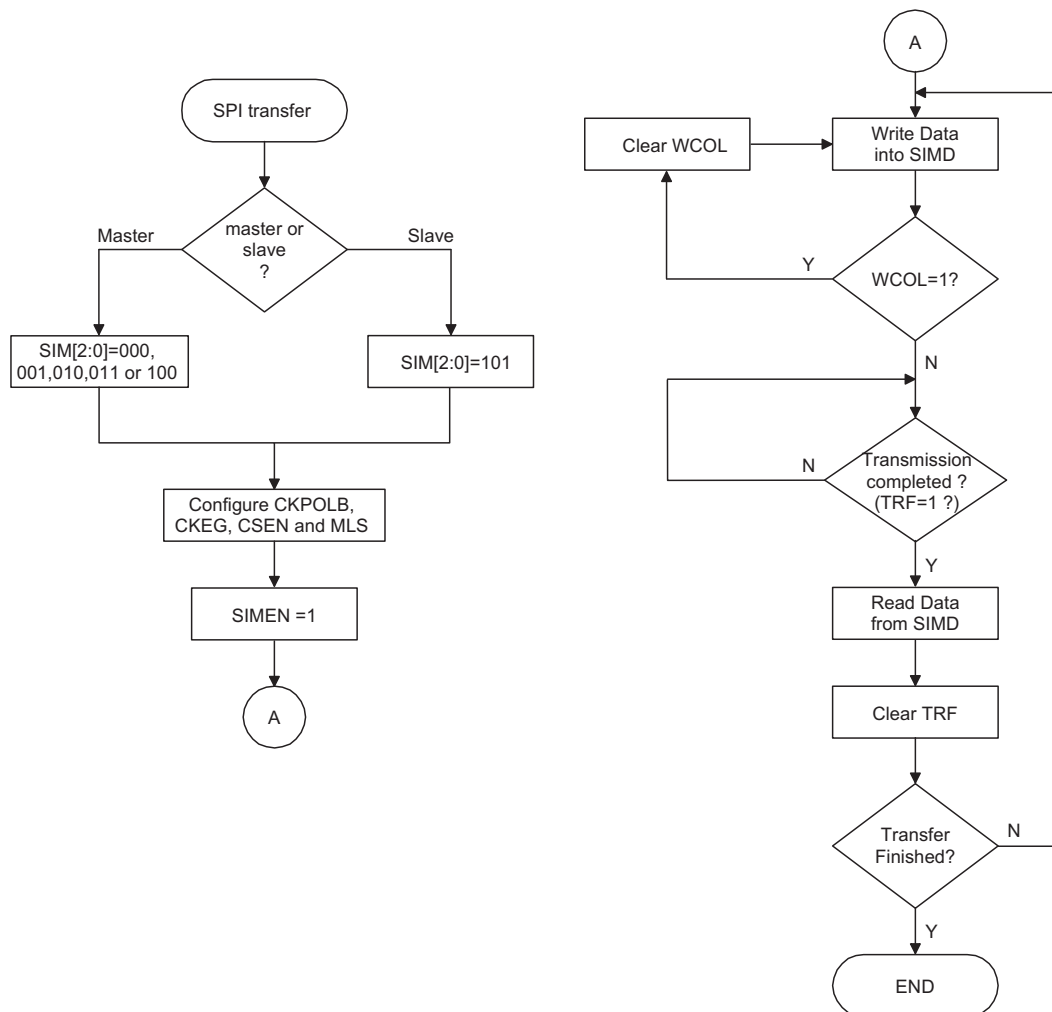 SPI transfer
master or
slave
?
Master
Slave
SIM[2:0]=000,
001,010,011 or 100
SIM[2:0]=101
Configure CKPOLB,
CKEG, CSEN and MLS
SIMEN =1
A
A
Clear WCOL
Write Data
into SIMD
Y
WCOL=1?
N
N
Transmission
completed ?
(TRF=1 ?)
Y
Read Data
from SIMD
Clear TRF
Transfer
Finished?
N
Y
END